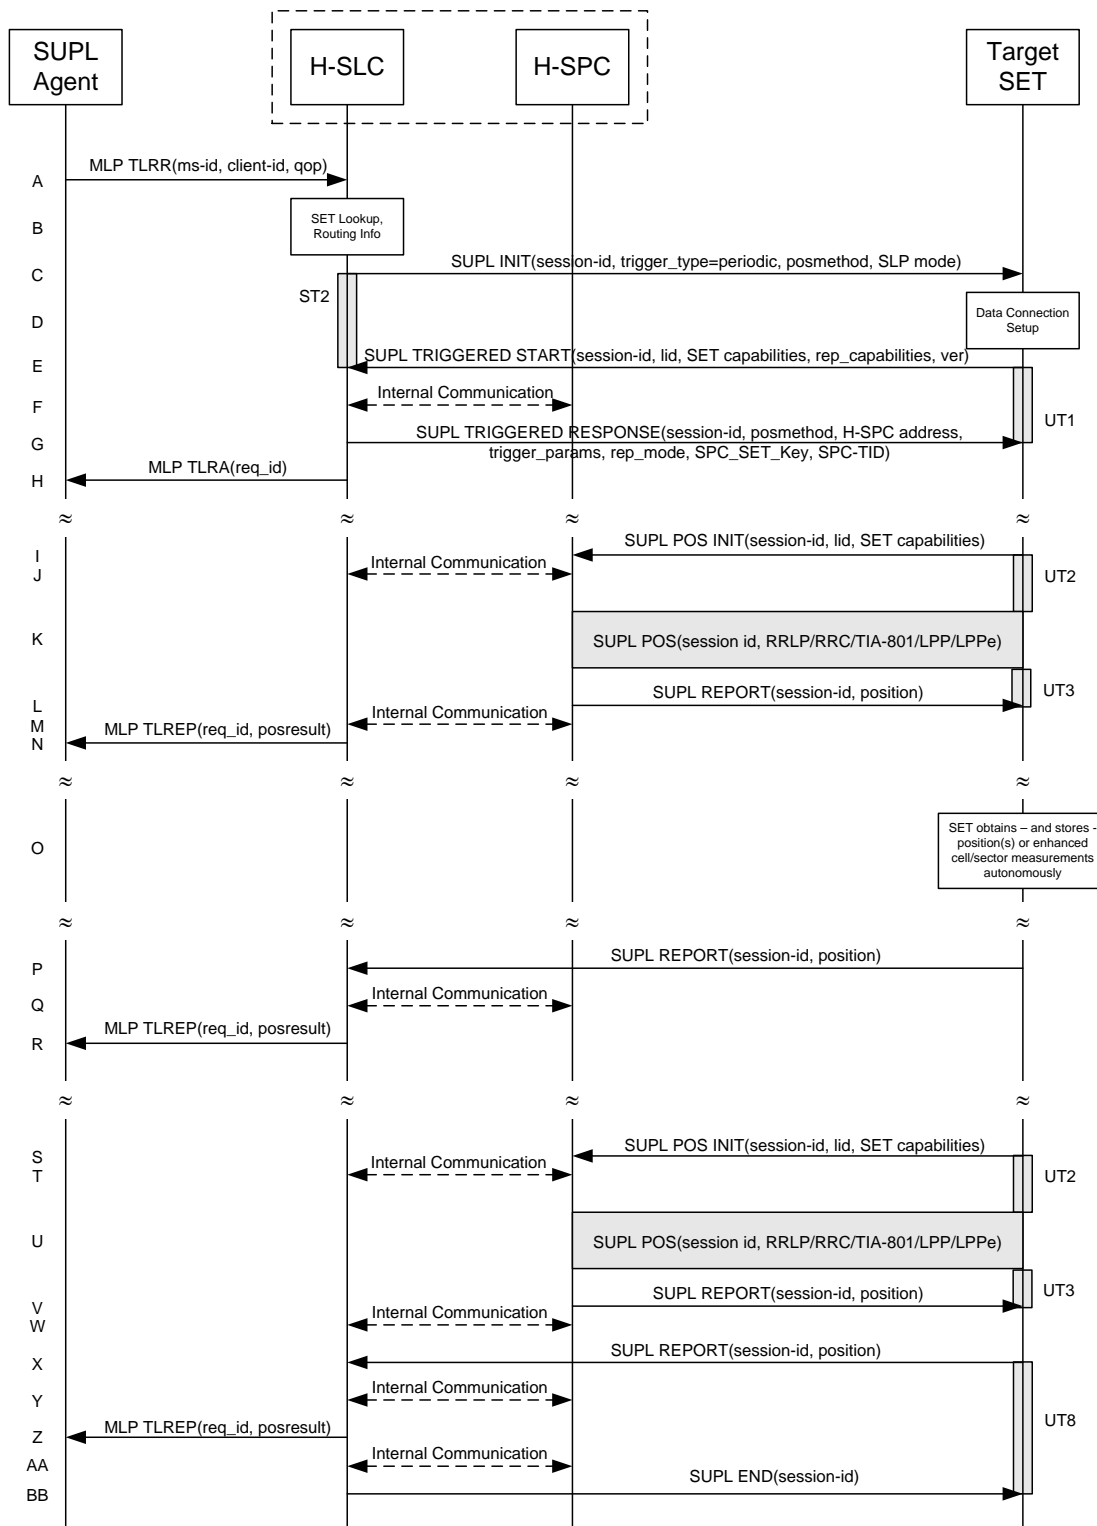 SUPL
Agent
H-SLC
H-SPC
Target
SET
MLP TLRR(ms-id, client-id, qop)
A
SET Lookup,
Routing Info
B
SUPL INIT(session-id, trigger_type=periodic, posmethod, SLP mode)
C
ST2
Data Connection
Setup
D
SUPL TRIGGERED START(session-id, lid, SET capabilities, rep_capabilities, ver)
E
Internal Communication
F
UT1
SUPL TRIGGERED RESPONSE(session-id, posmethod, H-SPC address,
trigger_params, rep_mode, SPC_SET_Key, SPC-TID)
G
MLP TLRA(req_id)
H
≈ ≈ ≈ ≈
SUPL POS INIT(session-id, lid, SET capabilities)
I
Internal Communication
J
UT2
K
SUPL POS(session id, RRLP/RRC/TIA-801/LPP/LPPe)
SUPL REPORT(session-id, position)
UT3
L
Internal Communication
M
MLP TLREP(req_id, posresult)
N
≈ ≈ ≈ ≈
O
SET obtains – and stores -
position(s) or enhanced
cell/sector measurements
autonomously
≈ ≈ ≈ ≈
SUPL REPORT(session-id, position)
P
Internal Communication
Q
MLP TLREP(req_id, posresult)
R
≈ ≈ ≈ ≈
SUPL POS INIT(session-id, lid, SET capabilities)
S
Internal Communication
T
UT2
U
SUPL POS(session id, RRLP/RRC/TIA-801/LPP/LPPe)
SUPL REPORT(session-id, position)
UT3
V
Internal Communication
W
SUPL REPORT(session-id, position)
X
Internal Communication
Y
UT8
MLP TLREP(req_id, posresult)
Z
Internal Communication
AA
SUPL END(session-id)
BB